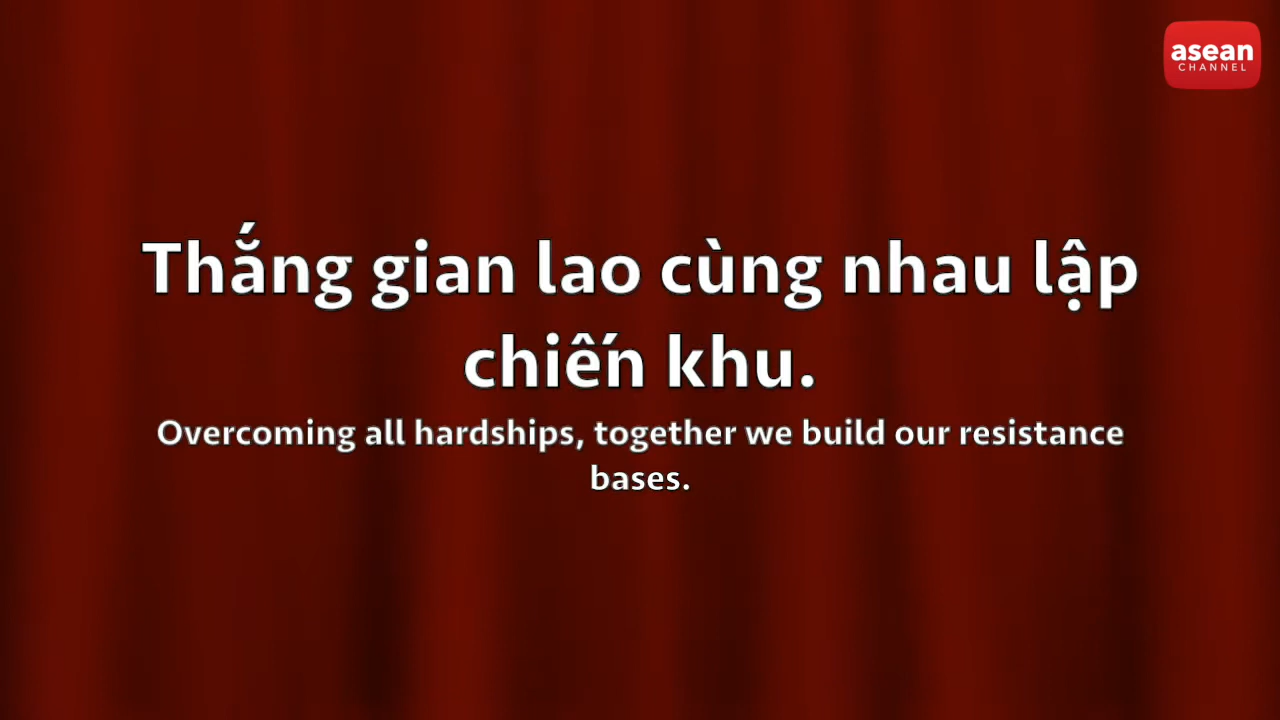 asean
CHANNEL
Thắng gian lao cùng nhau lập
chiến khu.
Overcoming all hardships, together we build our resistance
bases.